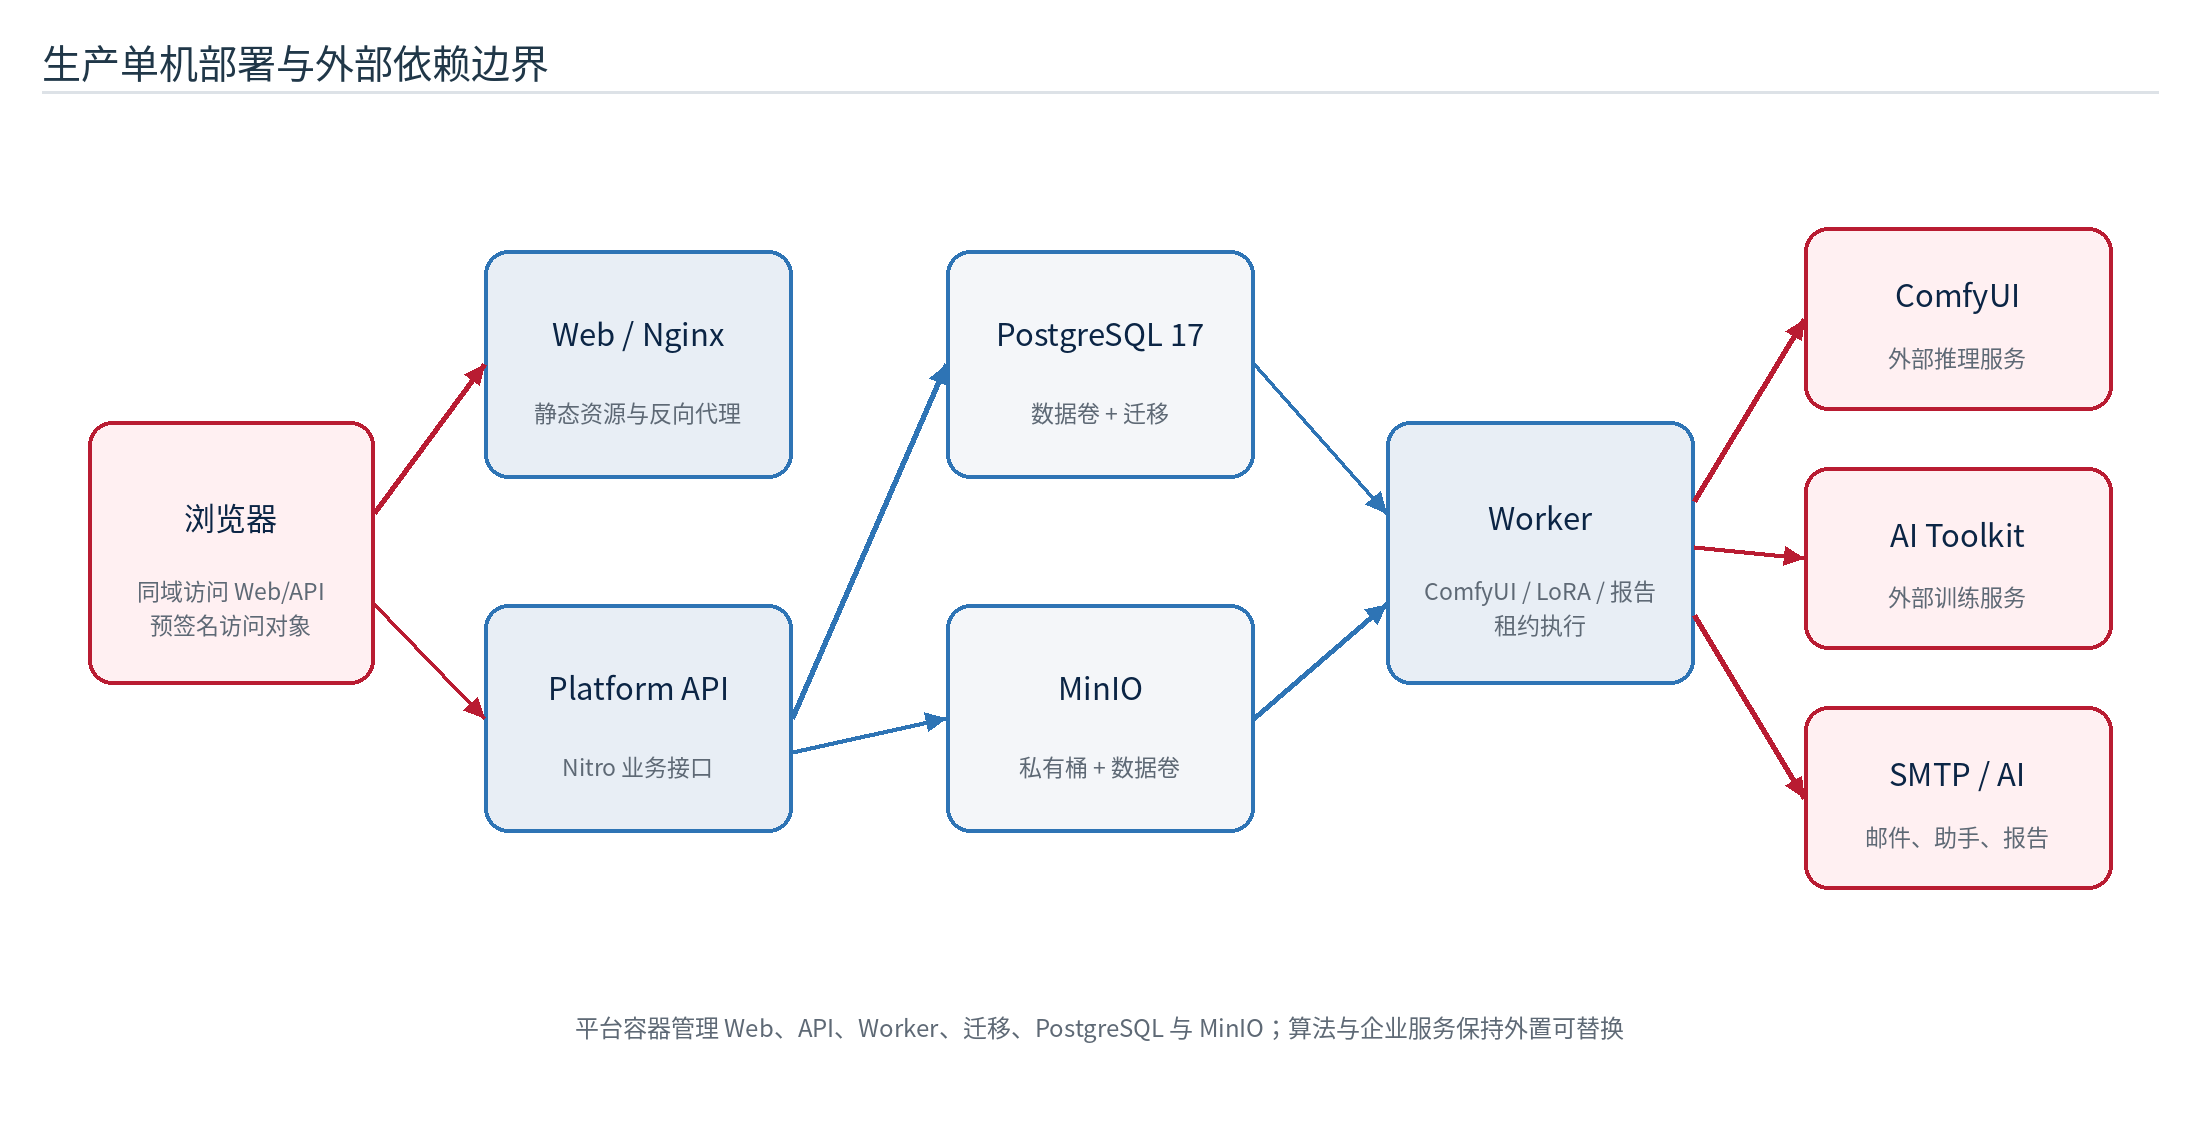 生产单机部署与外部依赖边界
浏览器
同域访问 Web/API
预签名访问对象
Web / Nginx
静态资源与反向代理
Platform API
Nitro 业务接口
PostgreSQL 17
数据卷 + 迁移
MinIO
私有桶 + 数据卷
Worker
ComfyUI / LoRA / 报告
租约执行
ComfyUI
外部推理服务
AI Toolkit
外部训练服务
SMTP / AI
邮件、助手、报告
平台容器管理 Web、API、Worker、迁移、PostgreSQL 与 MinIO；算法与企业服务保持外置可替换